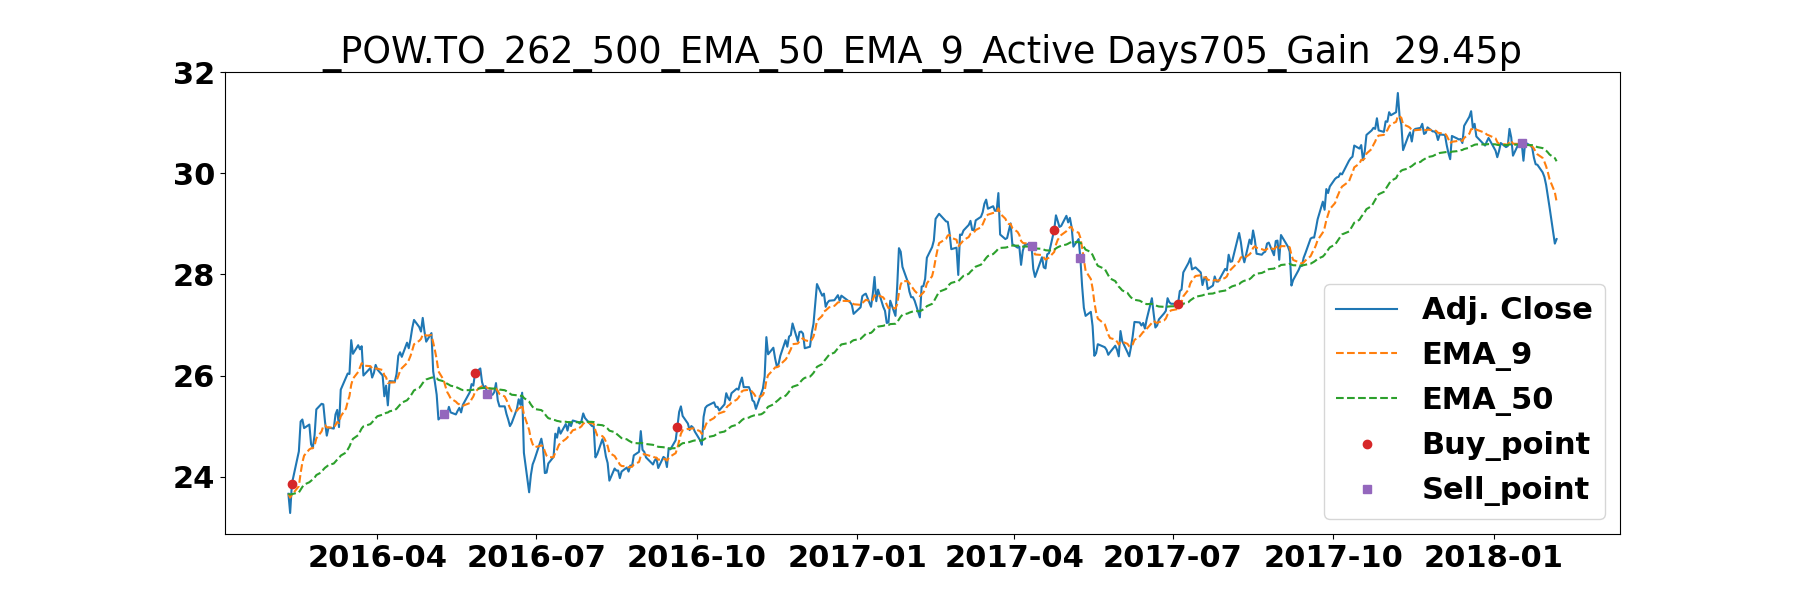 _POW.TO_262_500_EMA_50_EMA_9_Active Days705_Gain  29.45p
32
30
28
26
24
Adj. Close
EMA_9
EMA_50
Buy_point
Sell_point
2016-04 2016-07 2016-10 2017-01 2017-04 2017-07 2017-10 2018-01